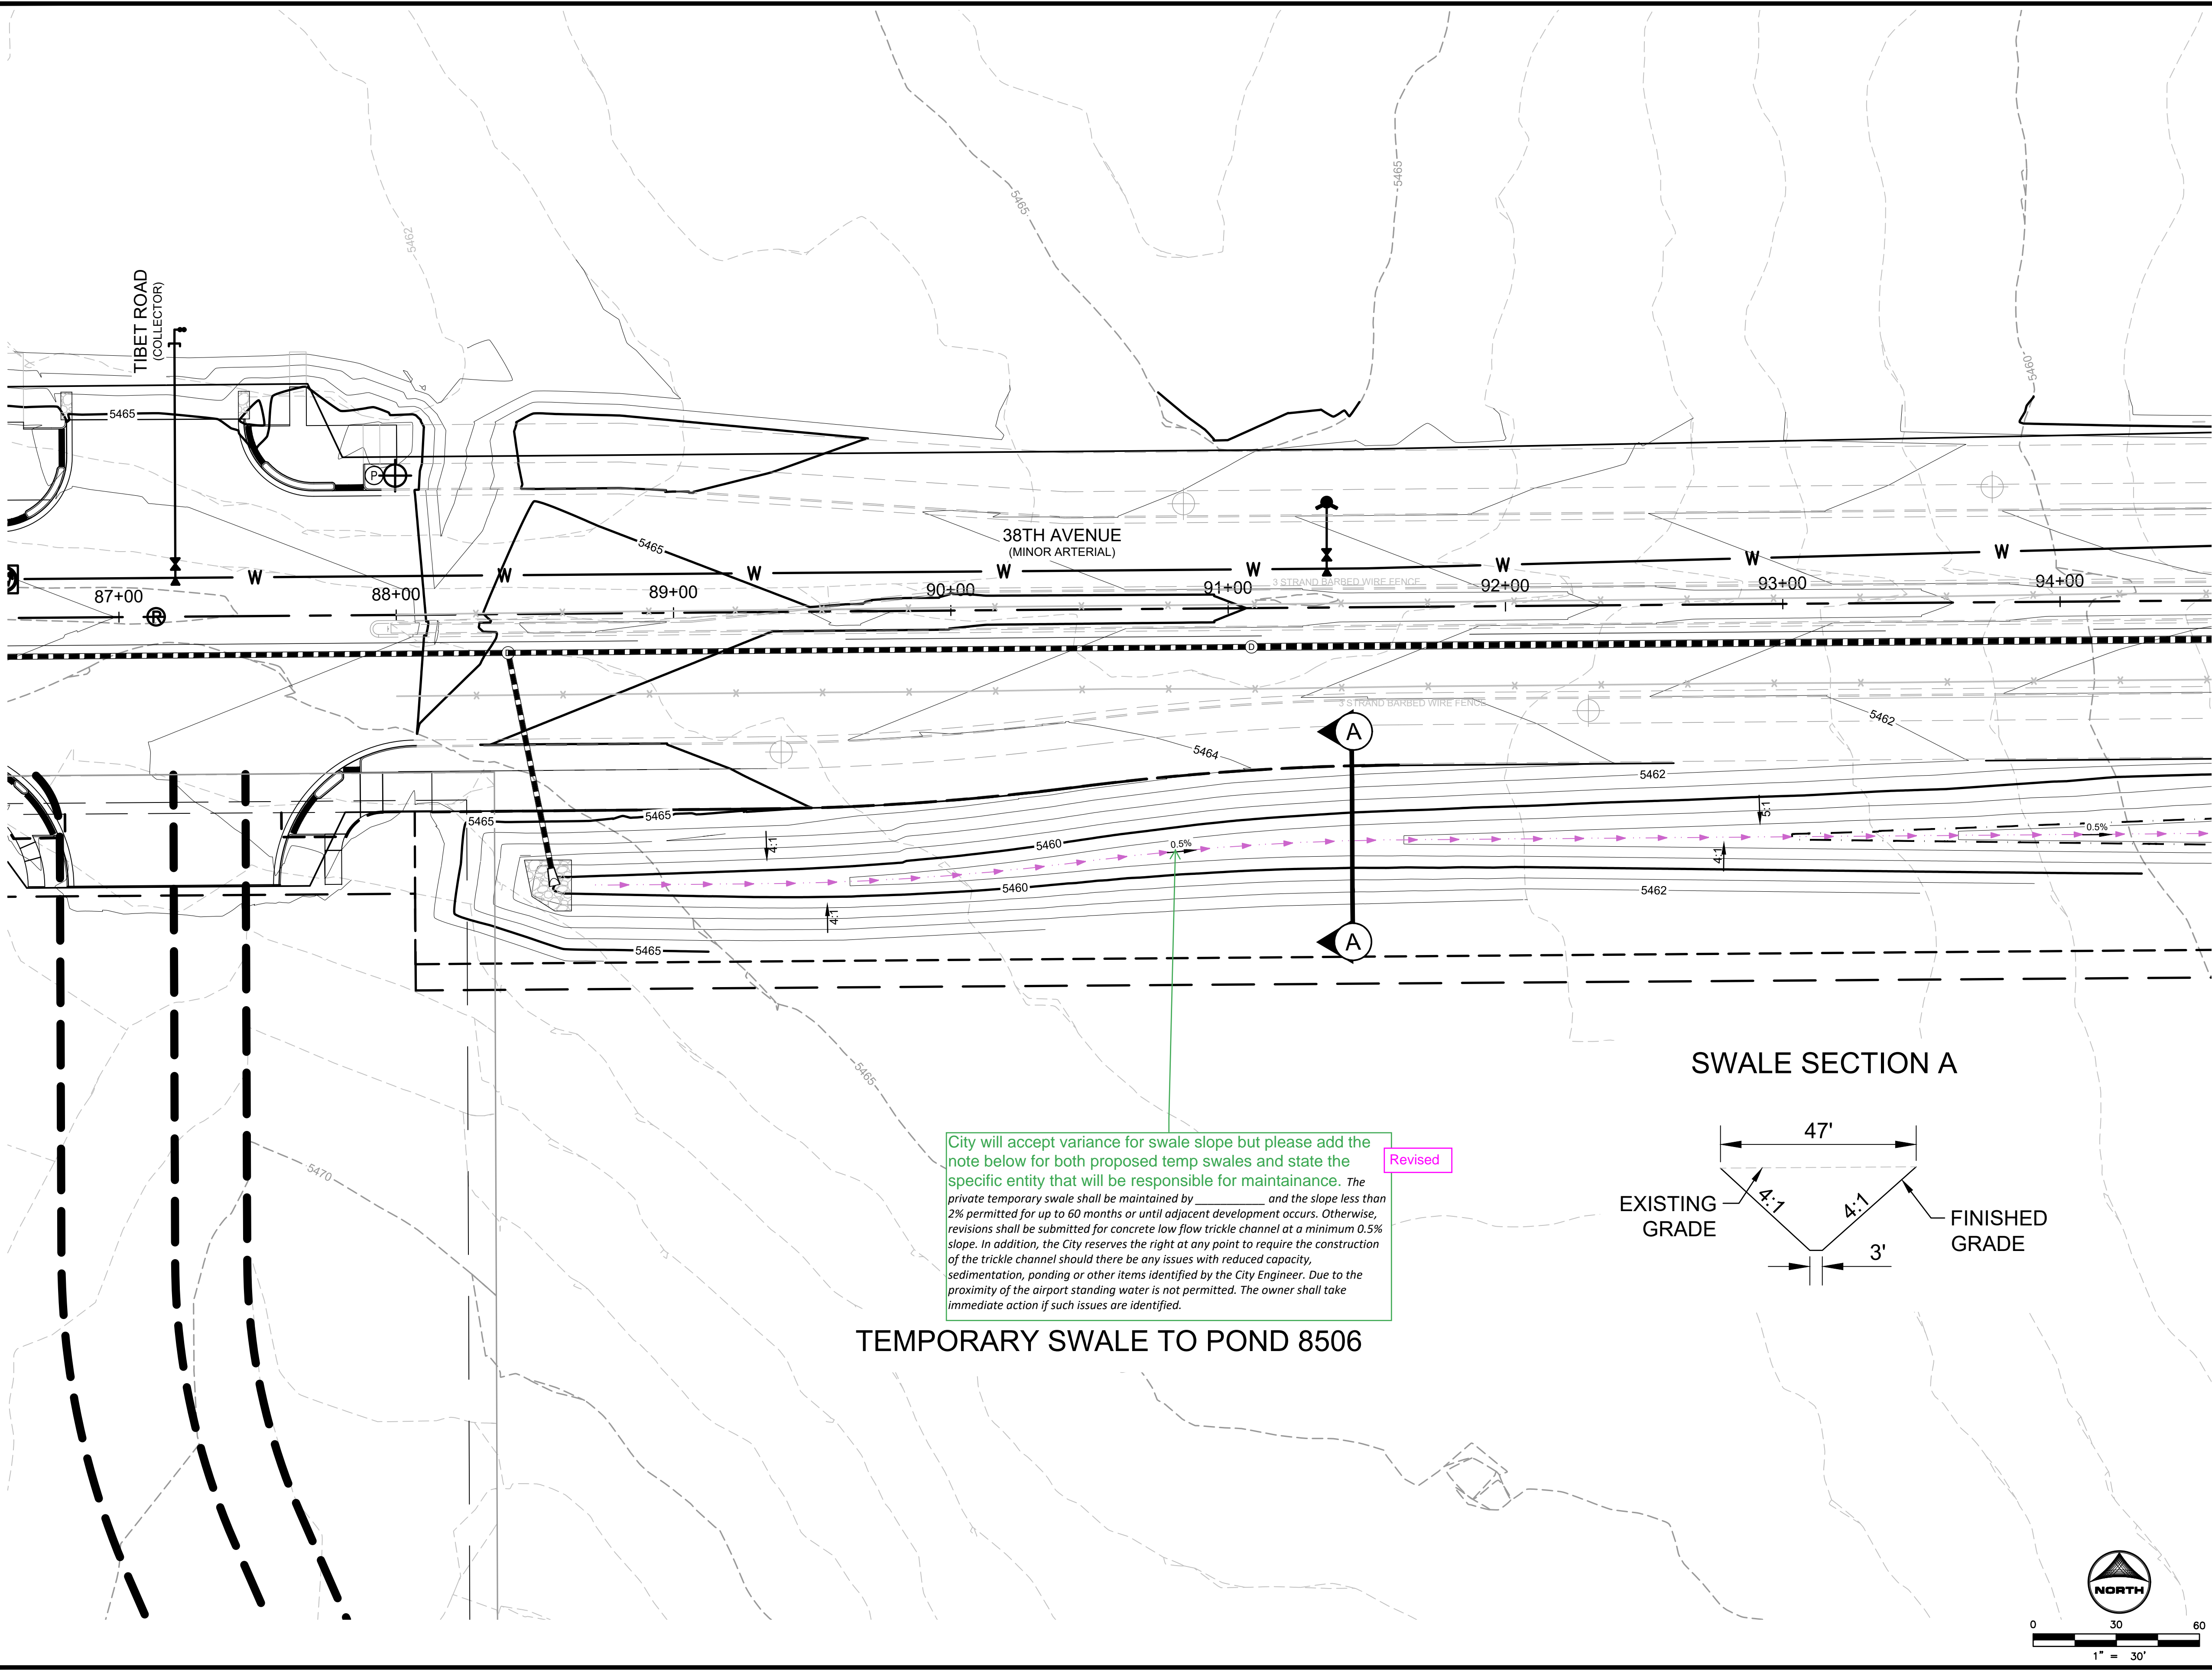 5465
5465
5462
5460
TIBET ROAD
(COLLECTOR)
5465
P
P
38TH AVENUE
(MINOR ARTERIAL)
5465
W W W W W W W W
3 STRAND BARBED WIRE FENCE
87+00 88+00 89+00 90+00 91+00 92+00 93+00 94+00
R
D D
3 STRAND BARBED WIRE FENCE
A
5462
5464
5462
5465
5465
5:1
0.5%
4:1
5460
0.5%
4:1
5460
5462
4:1
A
5465
5465
5470
SWALE SECTION A
47'
4:1
4:1
EXISTING
GRADE
FINISHED
GRADE
3'
City will accept variance for swale slope but please add the
note below for both proposed temp swales and state the
specific entity that will be responsible for maintainance. The
private temporary swale shall be maintained by ___________ and the slope less than
2% permitted for up to 60 months or until adjacent development occurs. Otherwise,
revisions shall be submitted for concrete low flow trickle channel at a minimum 0.5%
slope. In addition, the City reserves the right at any point to require the construction
of the trickle channel should there be any issues with reduced capacity,
sedimentation, ponding or other items identified by the City Engineer. Due to the
proximity of the airport standing water is not permitted. The owner shall take
immediate action if such issues are identified.
Revised
TEMPORARY SWALE TO POND 8506
NORTH
0 30 60
1" = 30'